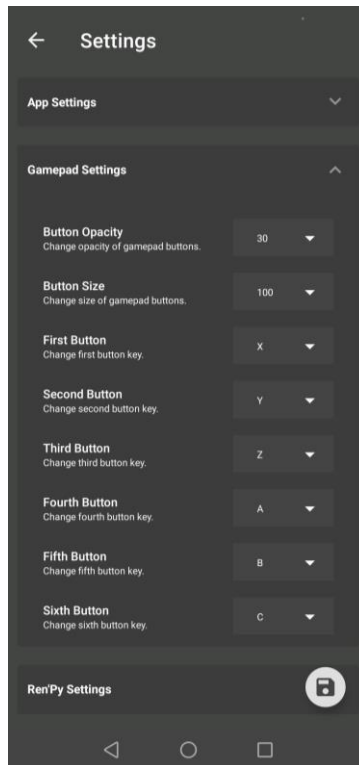 Settings
App Settings
Gamepad Settings
Button Opacity
Change opacity of gamepad buttons.
30
Button Size
Change size of gamepad buttons.
100
First Button
Change first button key.
X
Second Button
Change second button key.
Y
Third Button
Change third button key.
Z
Fourth Button
Change fourth button key.
A
Fifth Button
Change fifth button key.
B
Sixth Button
Change sixth button key.
C
Ren'Py Settings